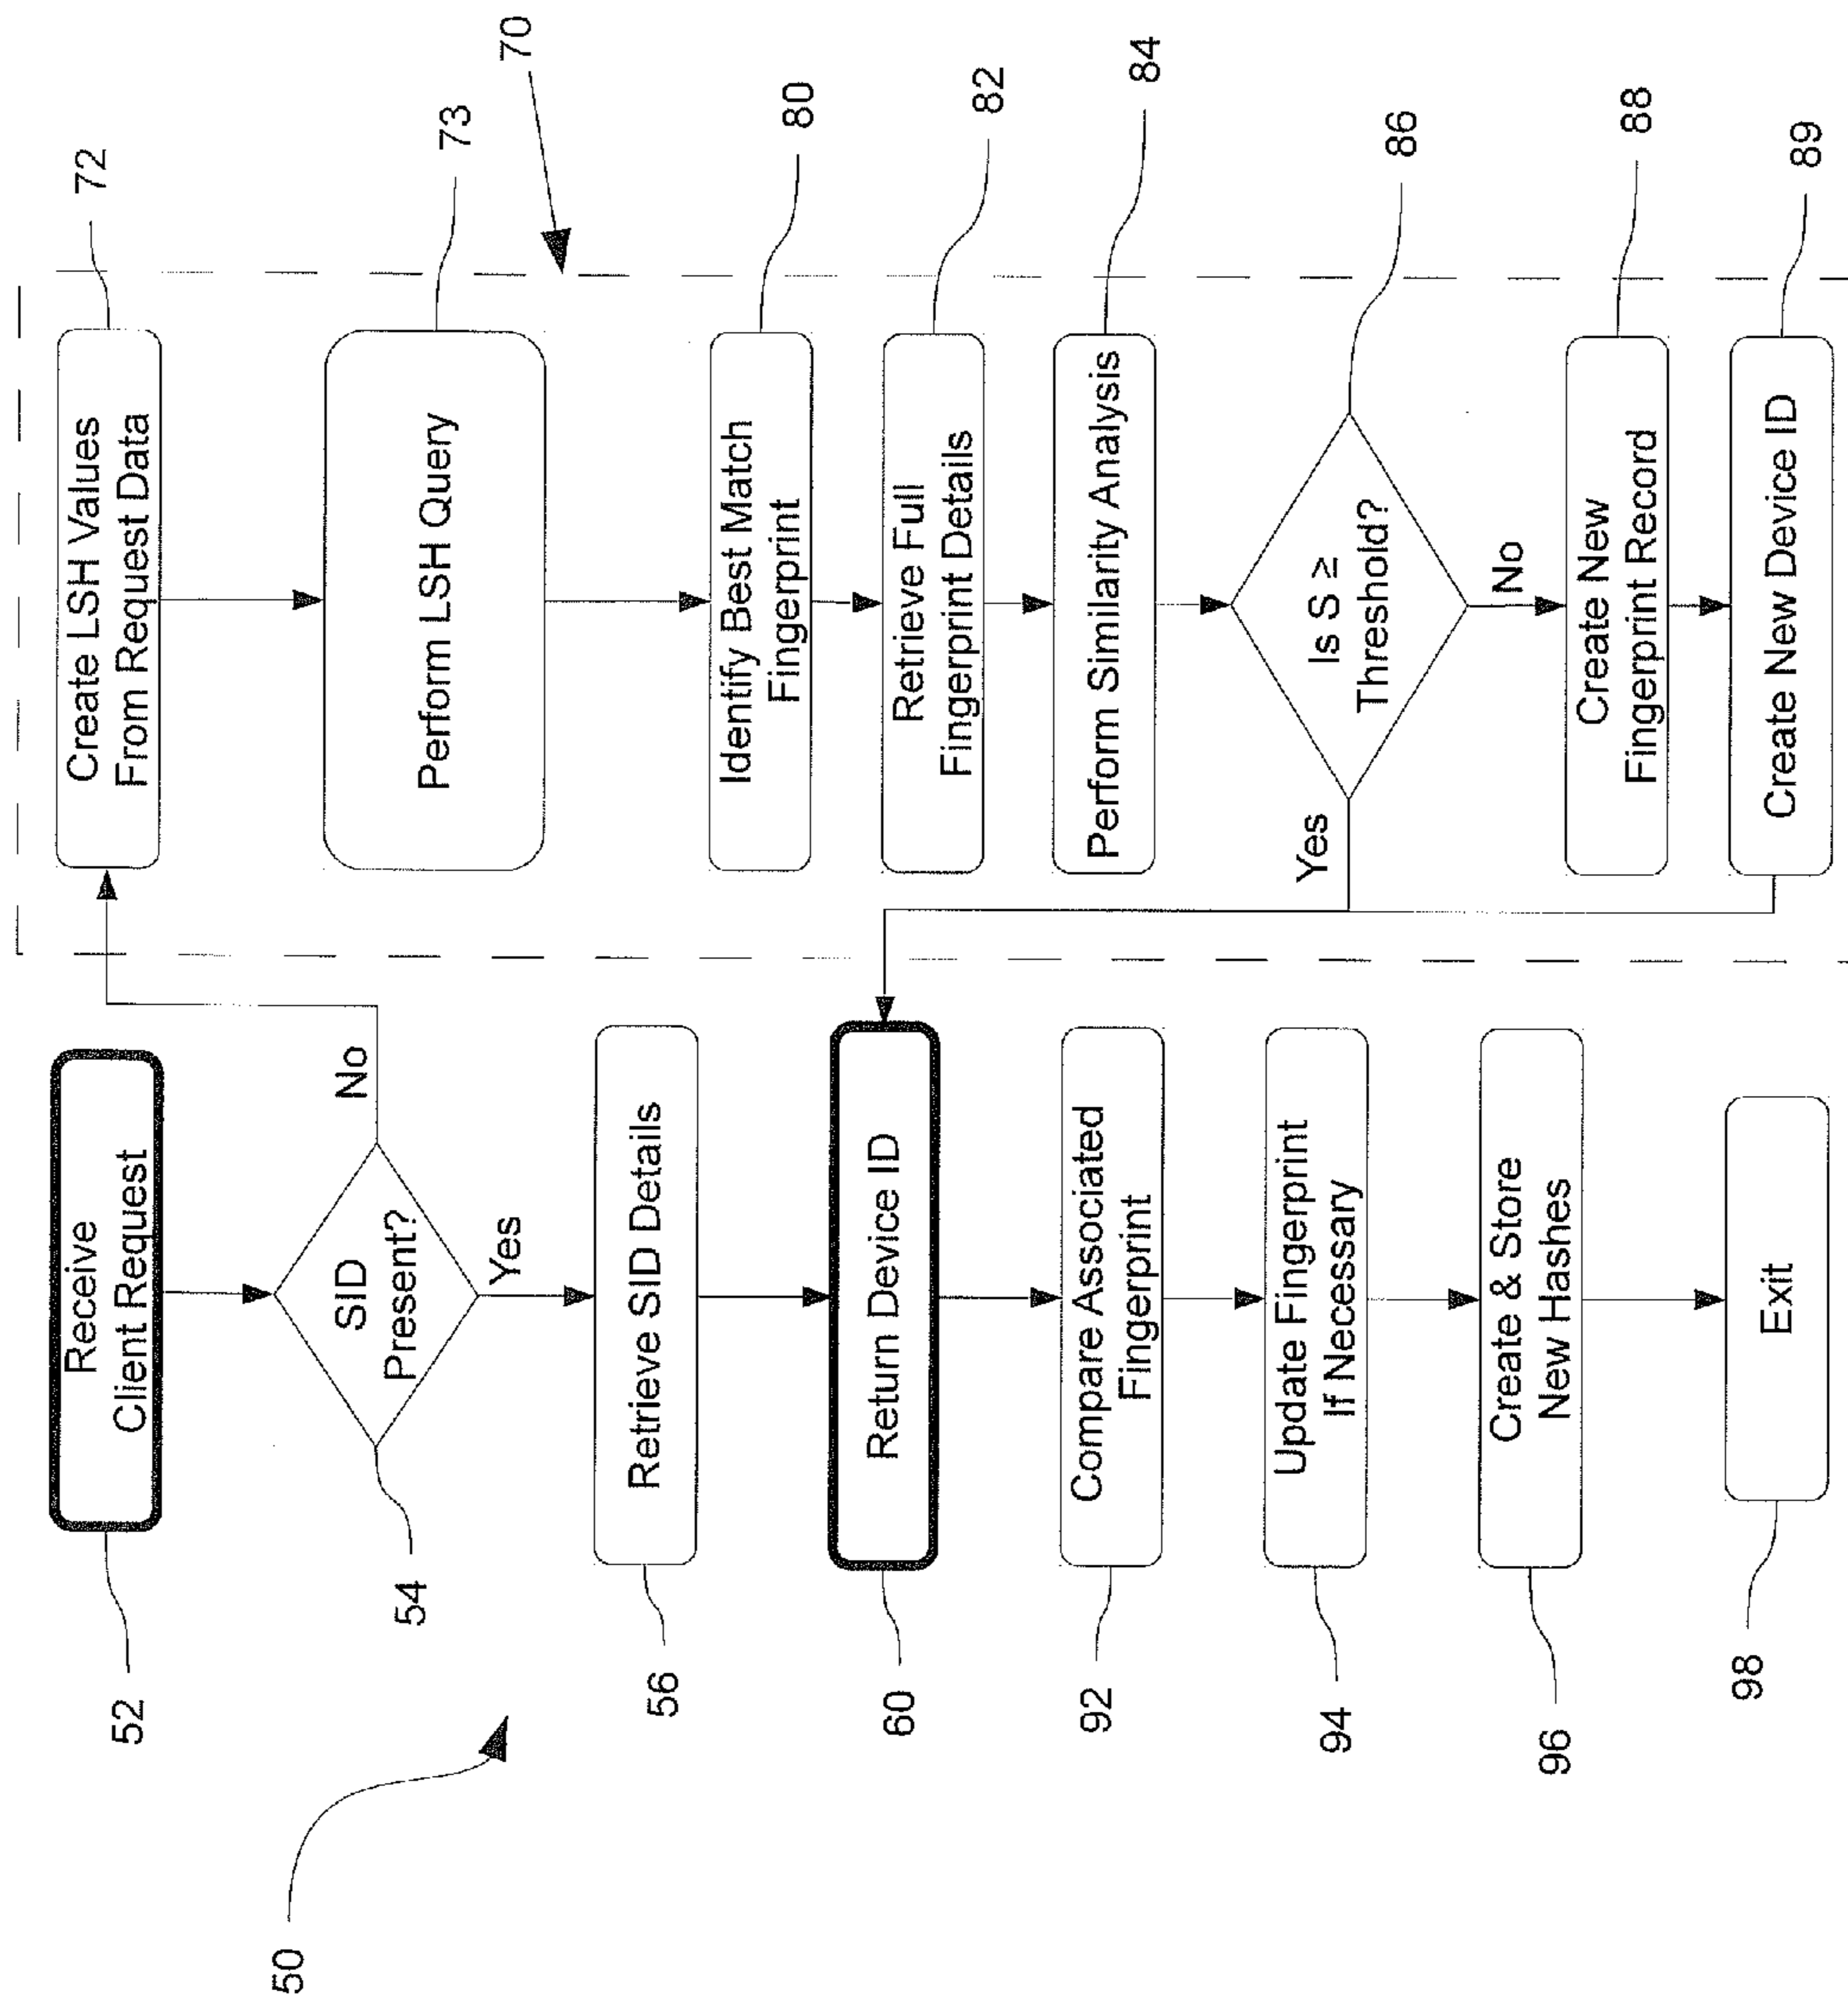 50
52
Receive
Client Request
54
SID
Present?
No
Yes
56
Retrieve SID Details
60
Return Device ID
92
Compare Associated
Fingerprint
94
Update Fingerprint
If Necessary
96
Create & Store
New Hashes
98
Exit
70
72
Create LSH Values
From Request Data
73
Perform LSH Query
80
Identify Best Match
Fingerprint
82
Retrieve Full
Fingerprint Details
84
Perform Similarity Analysis
86
Is S ≥
Threshold?
Yes
No
88
Create New
Fingerprint Record
89
Create New Device ID